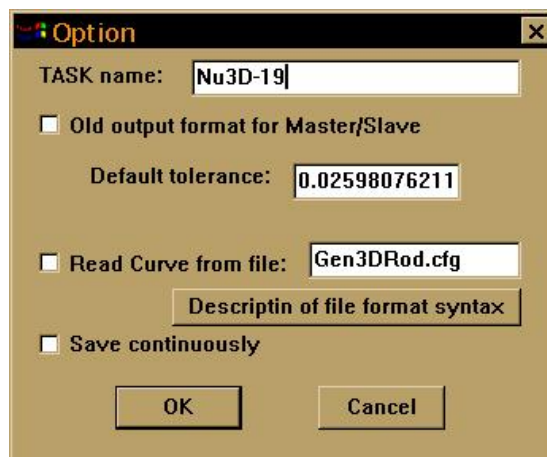 Option
TASK name: Nu3D-19
Old output format for Master/Slave
Default tolerance: 0.02598076211
Read Curve from file: Gen3DRod.cfg
Descriptin of file format syntax
Save continuously
OK Cancel